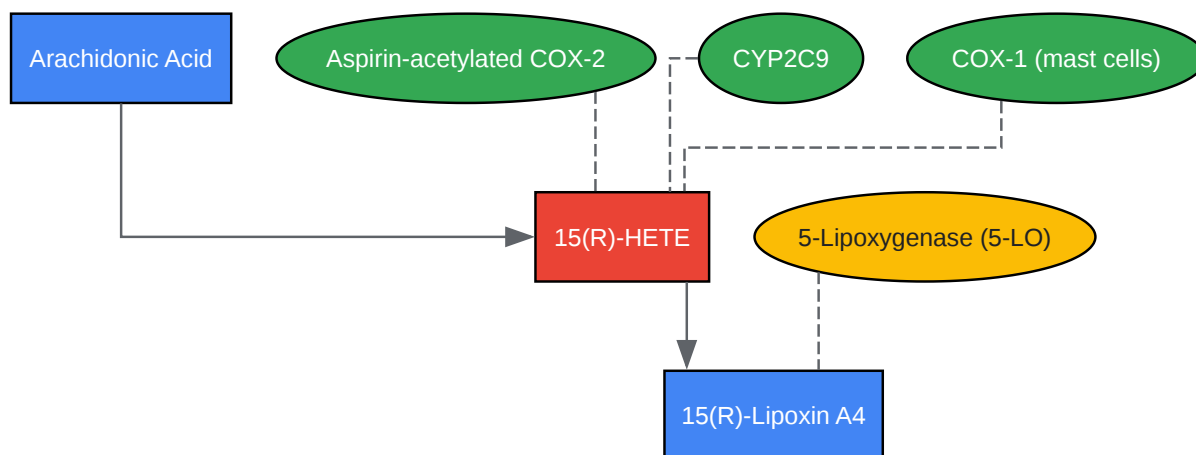 Arachidonic Acid
Aspirin-acetylated COX-2
CYP2C9
COX-1 (mast cells)
15(R)-HETE
5-Lipoxygenase (5-LO)
15(R)-Lipoxin A4